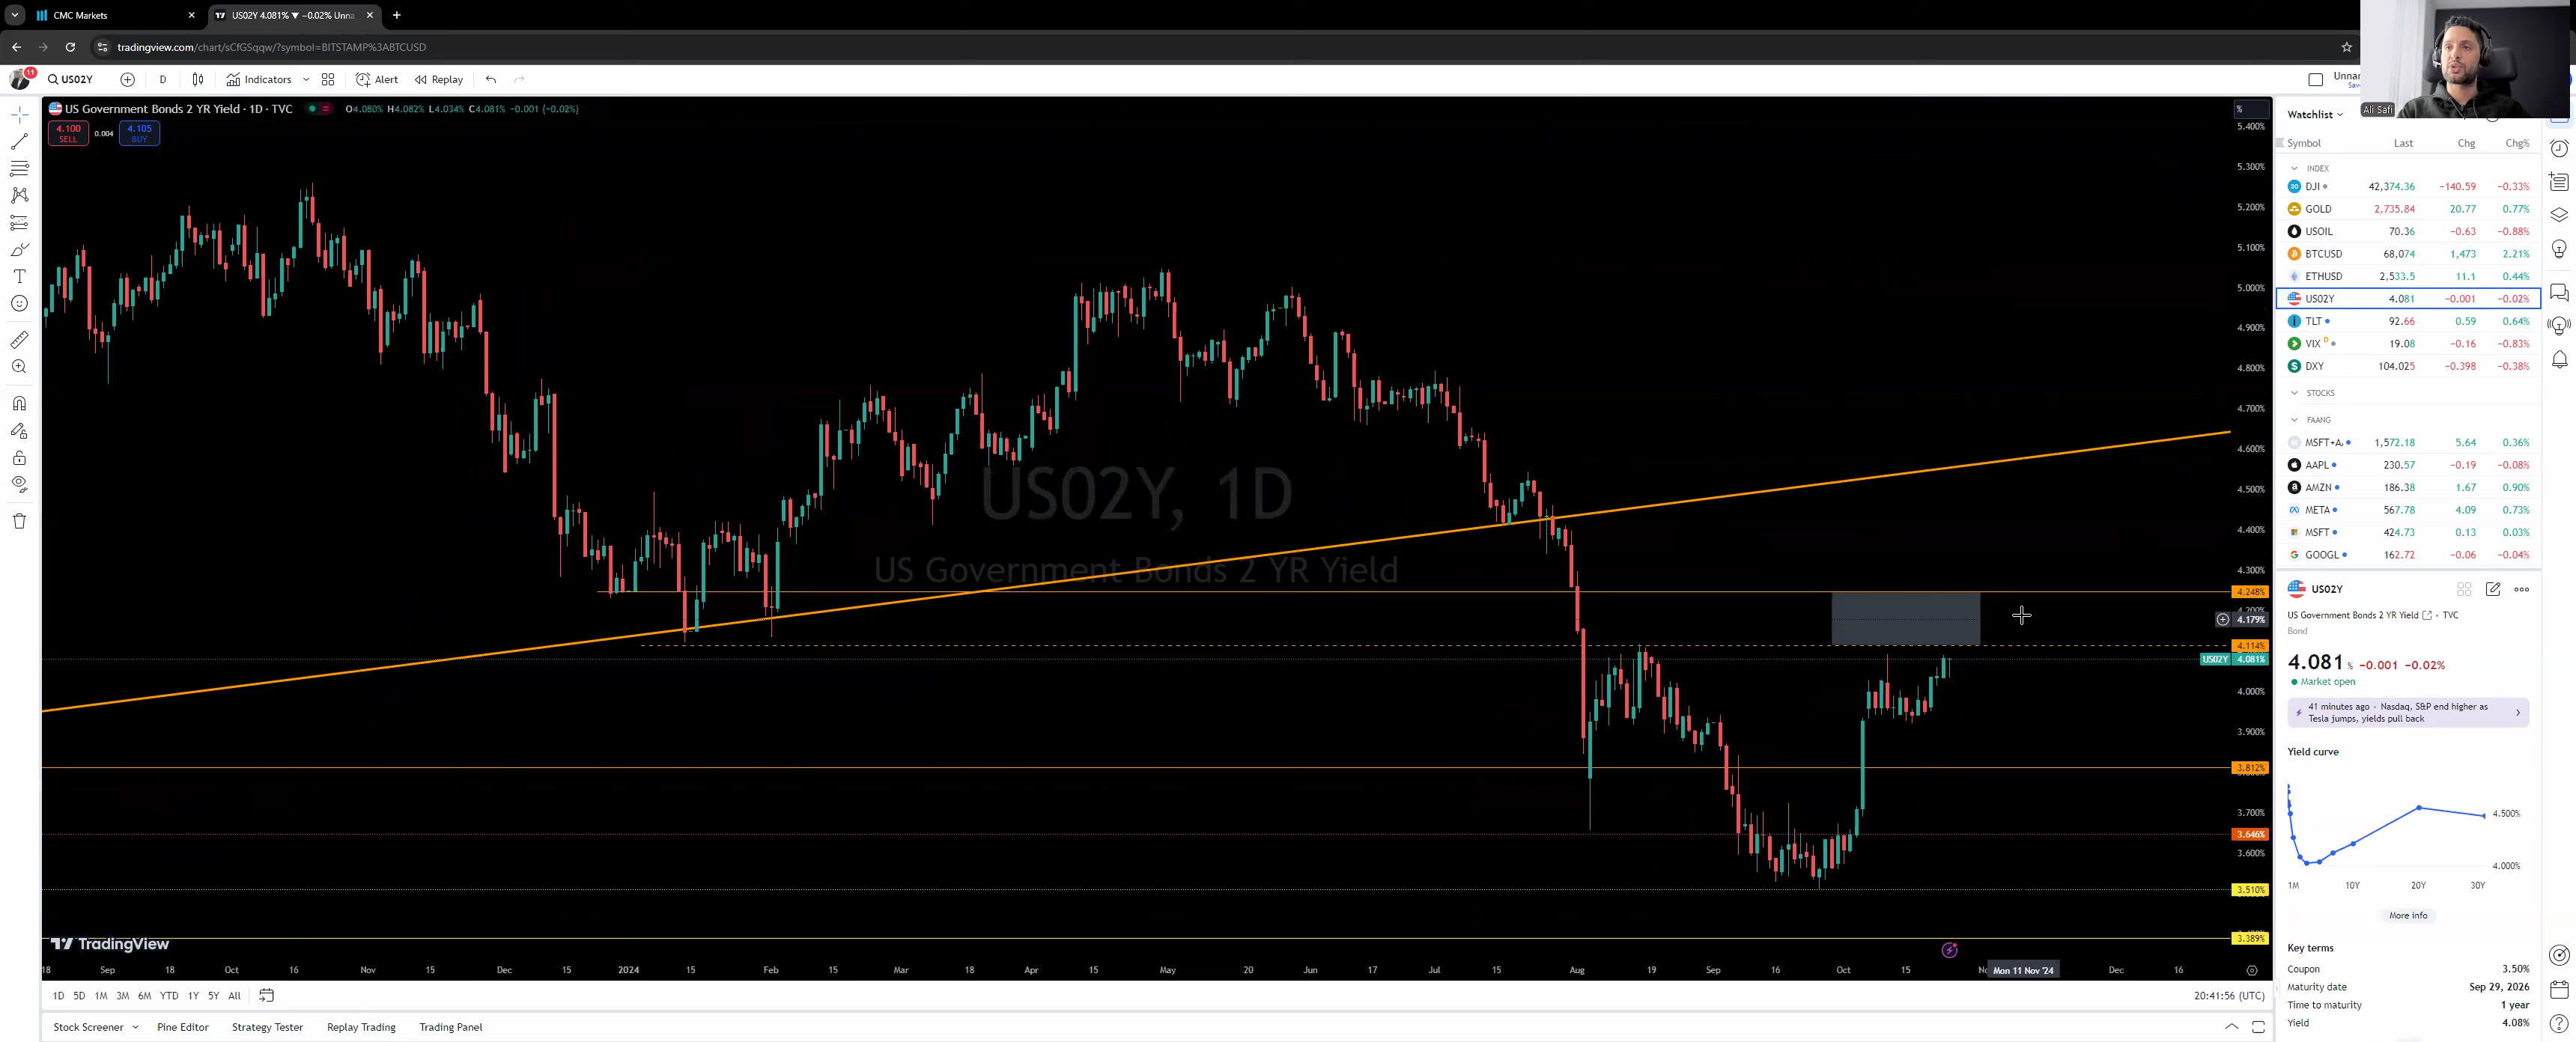 CMC Markets
US02Y 4.081% ▼ −0.02% Unna
tradingview.com/chart/sCfGSqqw/?symbol=BITSTAMP%3ABTCUSD
11
US02Y
D
Indicators
Alert
Replay
Unnar
Save
Ali Safi
US Government Bonds 2 YR Yield · 1D · TVC
O4.080% H4.082% L4.034% C4.081% −0.001 (−0.02%)
4.100
SELL
0.004
4.105
BUY
US02Y, 1D
US Government Bonds 2 YR Yield
%
5.400%
5.300%
5.200%
5.100%
5.000%
4.900%
4.800%
4.700%
4.600%
4.500%
4.400%
4.300%
4.248%
4.200%
4.179%
4.114%
US02Y 4.081%
4.000%
3.900%
3.812%
3.700%
3.646%
3.600%
3.510%
3.389%
TradingView
18 Sep 18 Oct 16 Nov 15 Dec 15 2024 15 Feb 15 Mar 18 Apr 15 May 20 Jun 17 Jul 15 Aug 19 Sep 16 Oct 15 Mon 11 Nov '24 Dec 16
1D 5D 1M 3M 6M YTD 1Y 5Y All
20:41:56 (UTC)
Stock Screener Pine Editor Strategy Tester Replay Trading Trading Panel
Watchlist
Symbol Last Chg Chg%
INDEX
DJI 42,374.36 −140.59 −0.33%
GOLD 2,735.84 20.77 0.77%
USOIL 70.36 −0.63 −0.88%
BTCUSD 68,074 1,473 2.21%
ETHUSD 2,533.5 11.1 0.44%
US02Y 4.081 −0.001 −0.02%
TLT 92.66 0.59 0.64%
VIX D 19.08 −0.16 −0.83%
DXY 104.025 −0.398 −0.38%
STOCKS
FAANG
MSFT+A 1,572.18 5.64 0.36%
AAPL 230.57 −0.19 −0.08%
AMZN 186.38 1.67 0.90%
META 567.78 4.09 0.73%
MSFT 424.73 0.13 0.03%
GOOGL 162.72 −0.06 −0.04%
US02Y
US Government Bonds 2 YR Yield · TVC
Bond
4.081 % −0.001 −0.02%
Market open
41 minutes ago · Nasdaq, S&P end higher as
Tesla jumps, yields pull back
Yield curve
4.500%
4.000%
1M 10Y 20Y 30Y
More info
Key terms
Coupon 3.50%
Maturity date Sep 29, 2026
Time to maturity 1 year
Yield 4.08%